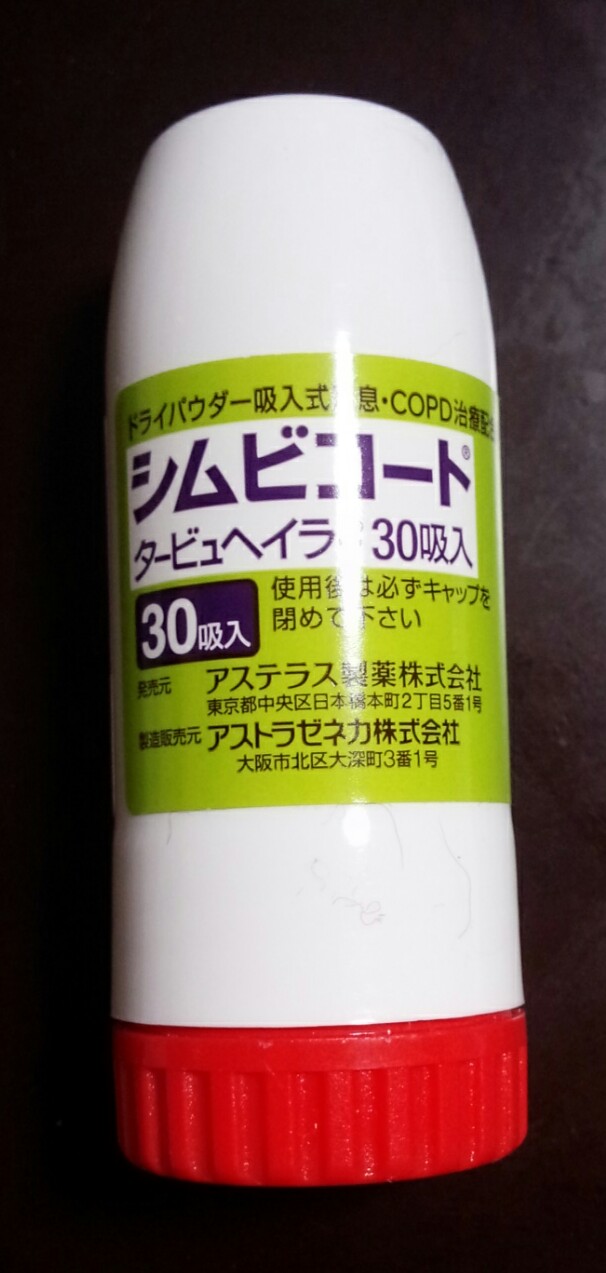 ドライパウダー吸入式喘息・COPD治療配合
シムビコート®
タービュヘイラー30吸入
30吸入
使用後は必ずキャップを
閉めて下さい
発売元 アステラス製薬株式会社
東京都中央区日本橋本町2丁目5番1号
製造販売元 アストラゼネカ株式会社
大阪市北区大深町3番1号